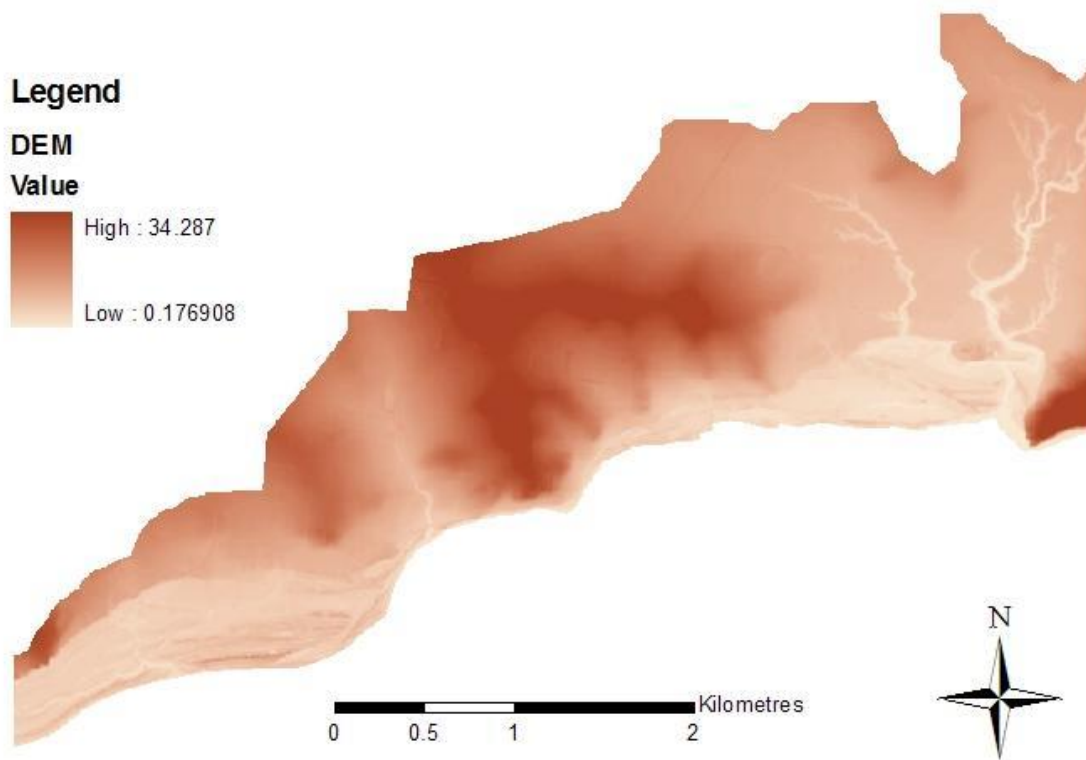 Legend
DEM
Value
High : 34.287
Low : 0.176908
N
Kilometres
0 0.5 1 2